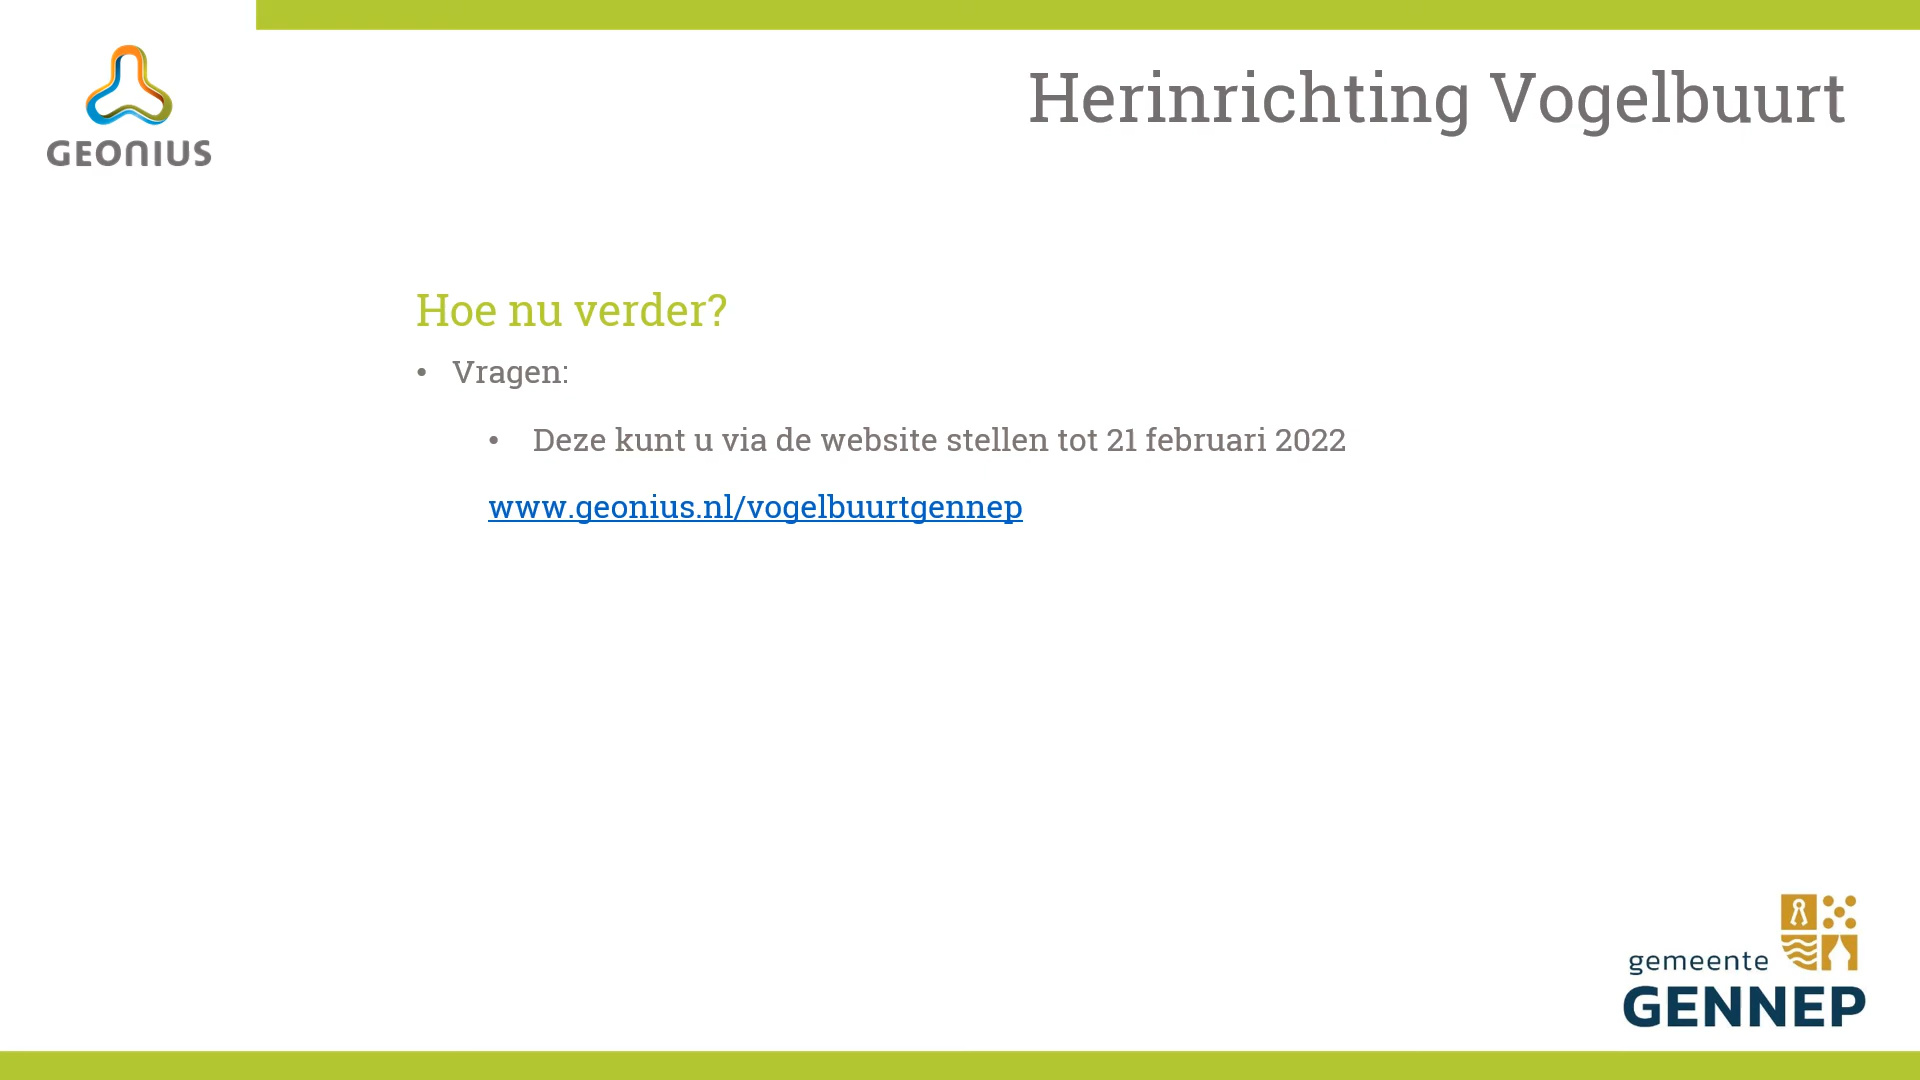 GEONIUS
Herinrichting Vogelbuurt
Hoe nu verder?
• Vragen:
• Deze kunt u via de website stellen tot 21 februari 2022
www.geonius.nl/vogelbuurtgennep
gemeente
GENNEP